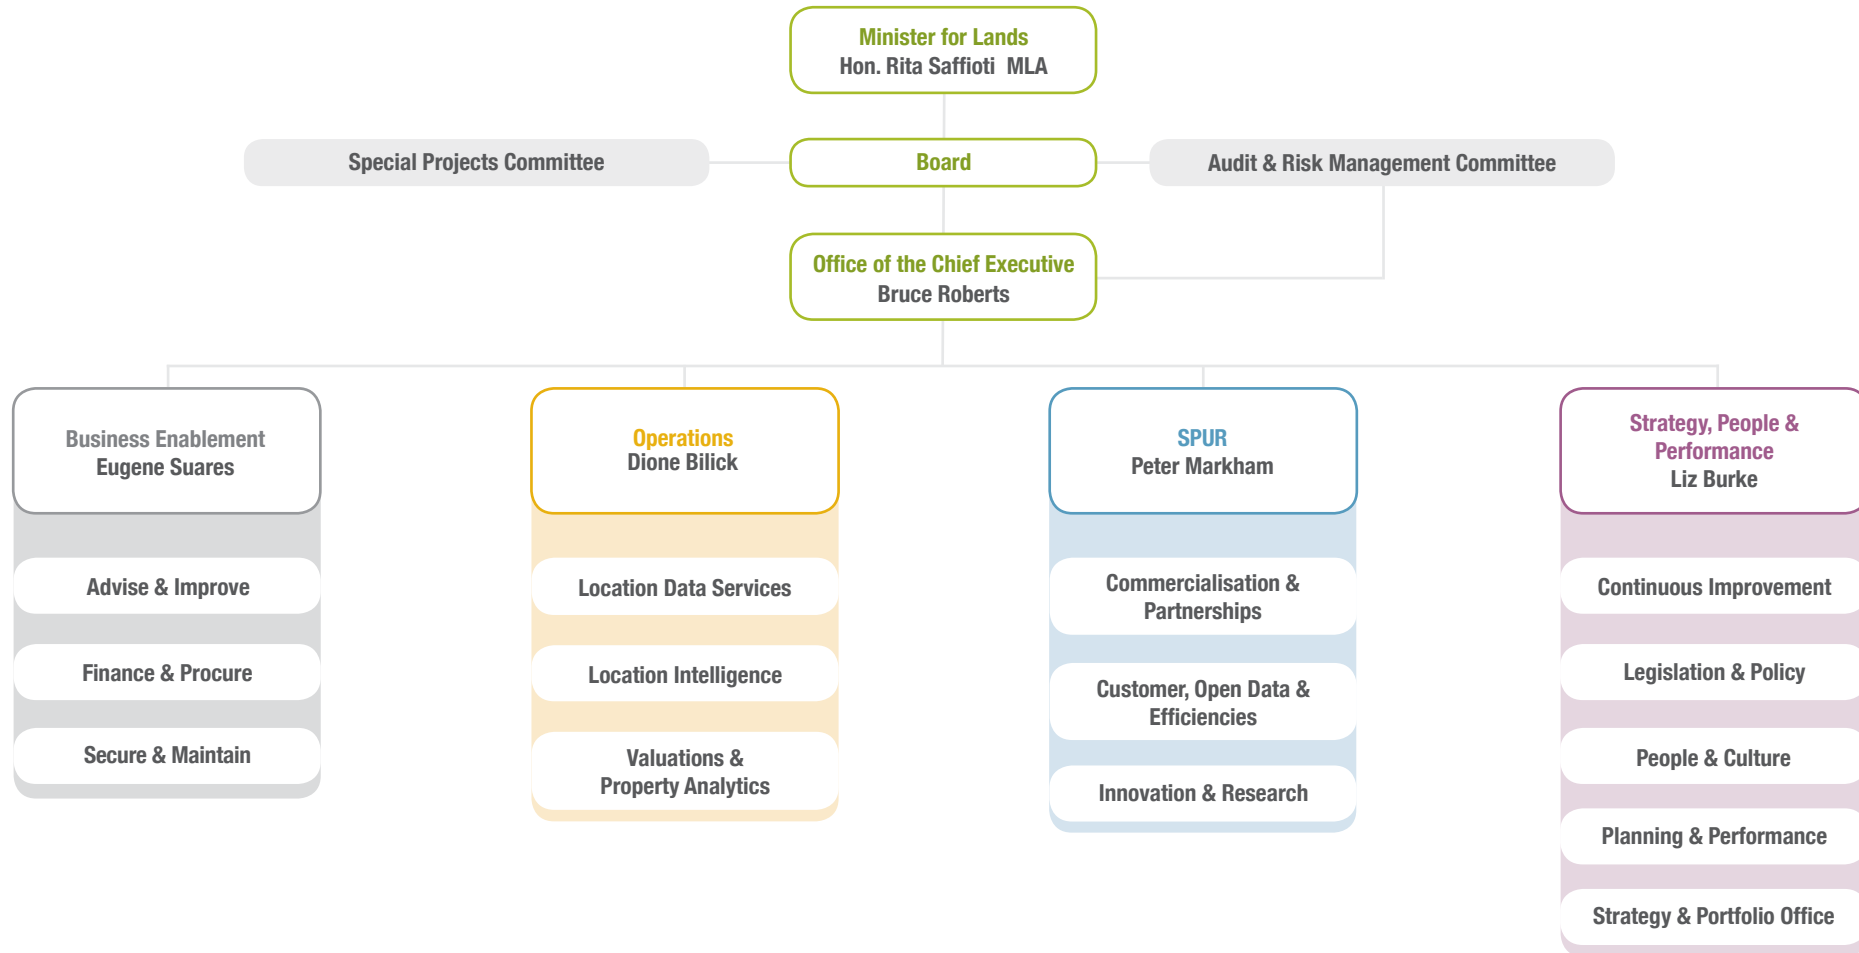 Minister for Lands
Hon. Rita Saffioti MLA
Special Projects Committee
Board
Audit & Risk Management Committee
Office of the Chief Executive
Bruce Roberts
Business Enablement
Eugene Suares
Advise & Improve
Finance & Procure
Secure & Maintain
Operations
Dione Bilick
Location Data Services
Location Intelligence
Valuations &
Property Analytics
SPUR
Peter Markham
Commercialisation &
Partnerships
Customer, Open Data &
Efficiencies
Innovation & Research
Strategy, People &
Performance
Liz Burke
Continuous Improvement
Legislation & Policy
People & Culture
Planning & Performance
Strategy & Portfolio Office